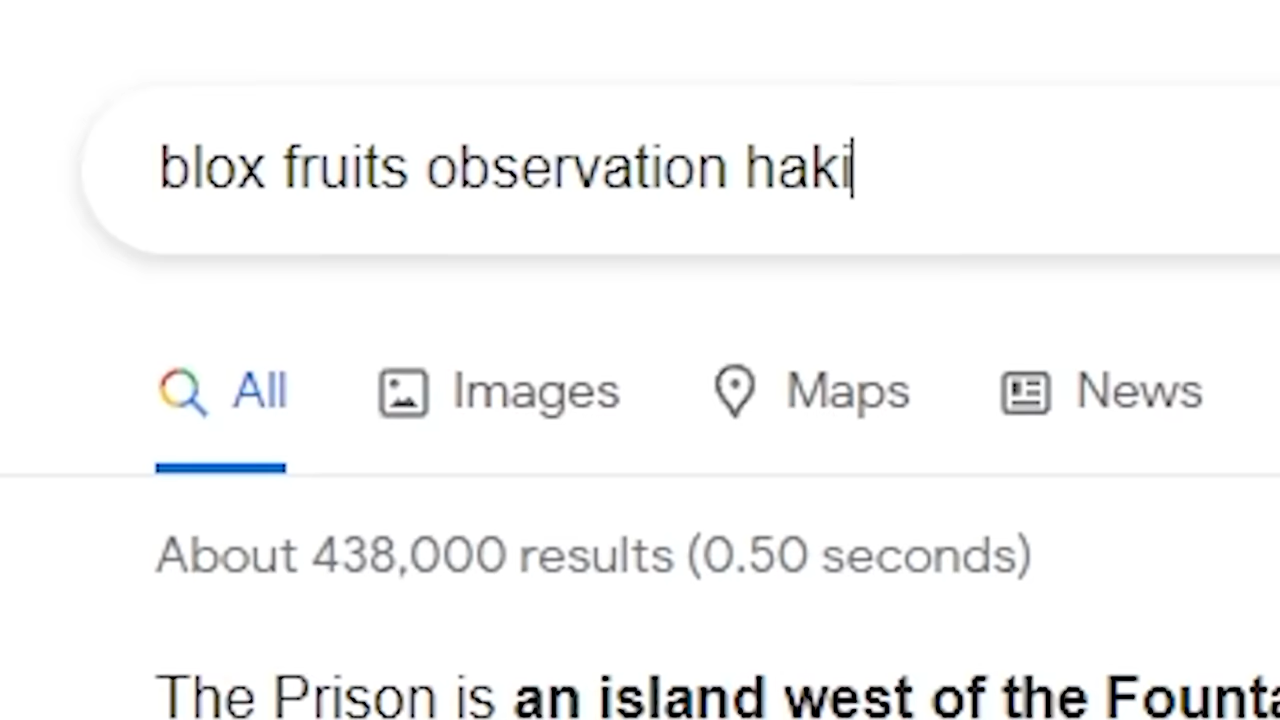 blox fruits observation haki
All Images Maps News
About 438,000 results (0.50 seconds)
The Prison is an island west of the